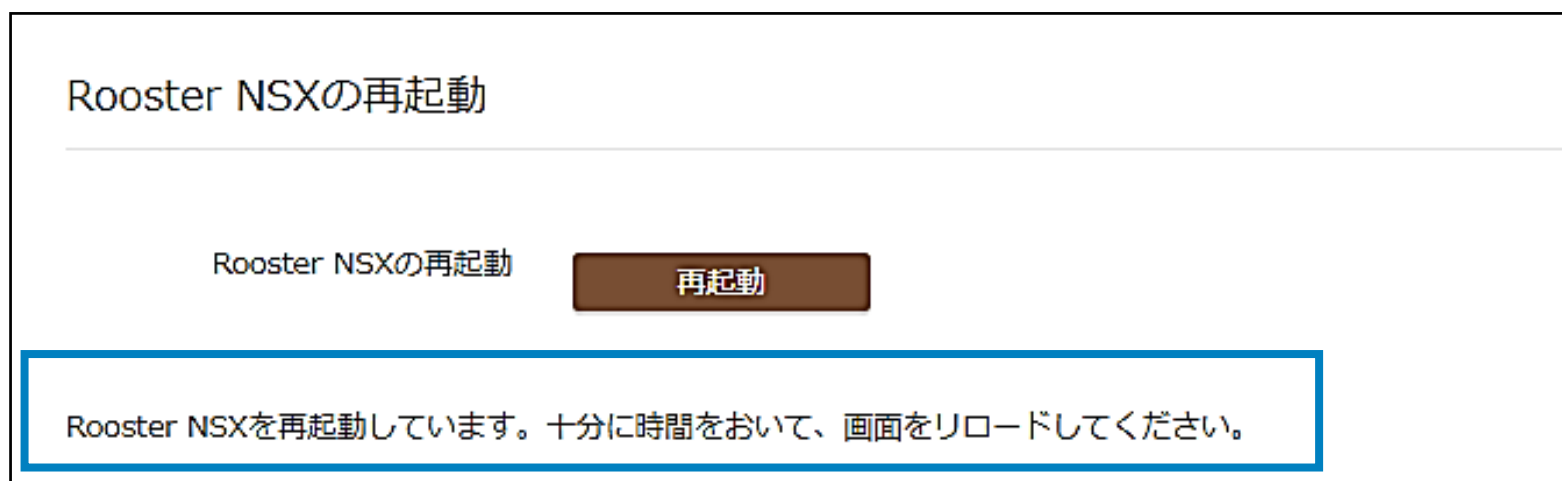 Rooster NSXの再起動
Rooster NSXの再起動
再起動
Rooster NSXを再起動しています。十分に時間をおいて、画面をリロードしてください。